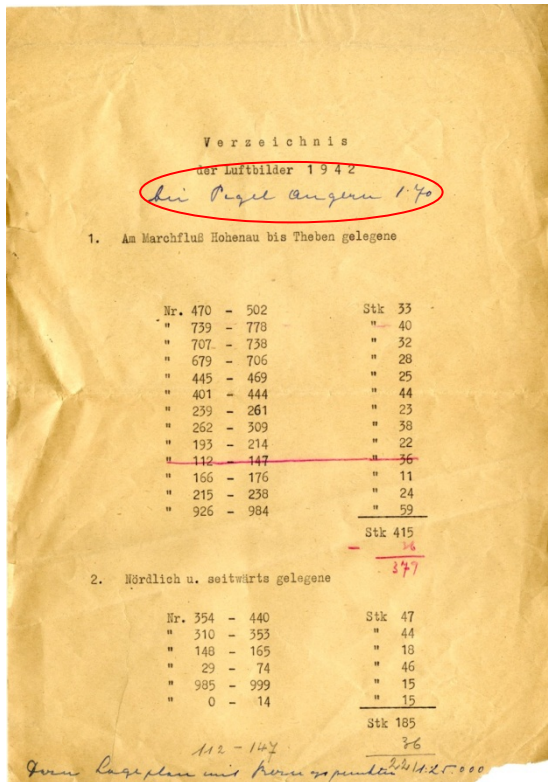 Verzeichnis
der Luftbilder 1942
bei Pegel Angern 1.70
1. Am Marchfluß Hohenau bis Theben gelegene
Nr. 470 - 502 Stk 33
" 739 - 778 " 40
" 707 - 738 " 32
" 679 - 706 " 28
" 445 - 469 " 25
" 401 - 444 " 44
" 239 - 261 " 23
" 262 - 309 " 38
" 193 - 214 " 22
" 112 - 147 " 36
" 166 - 176 " 11
" 215 - 238 " 24
" 926 - 984 " 59
Stk 415
- 36
379
2. Nördlich u. seitwärts gelegene
Nr. 354 - 440 Stk 47
" 310 - 353 " 44
" 148 - 165 " 18
" 29 - 74 " 46
" 985 - 999 " 15
" 0 - 14 " 15
Stk 185
112 - 147 36
221
Lageplan mit 1:25.000